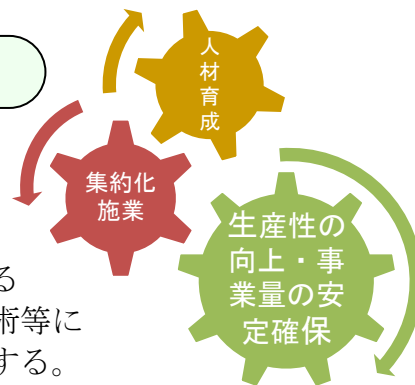 人
材
育
成
集約化
施業
生産性の
向上・事
業量の安
定確保
る
術等に
する。